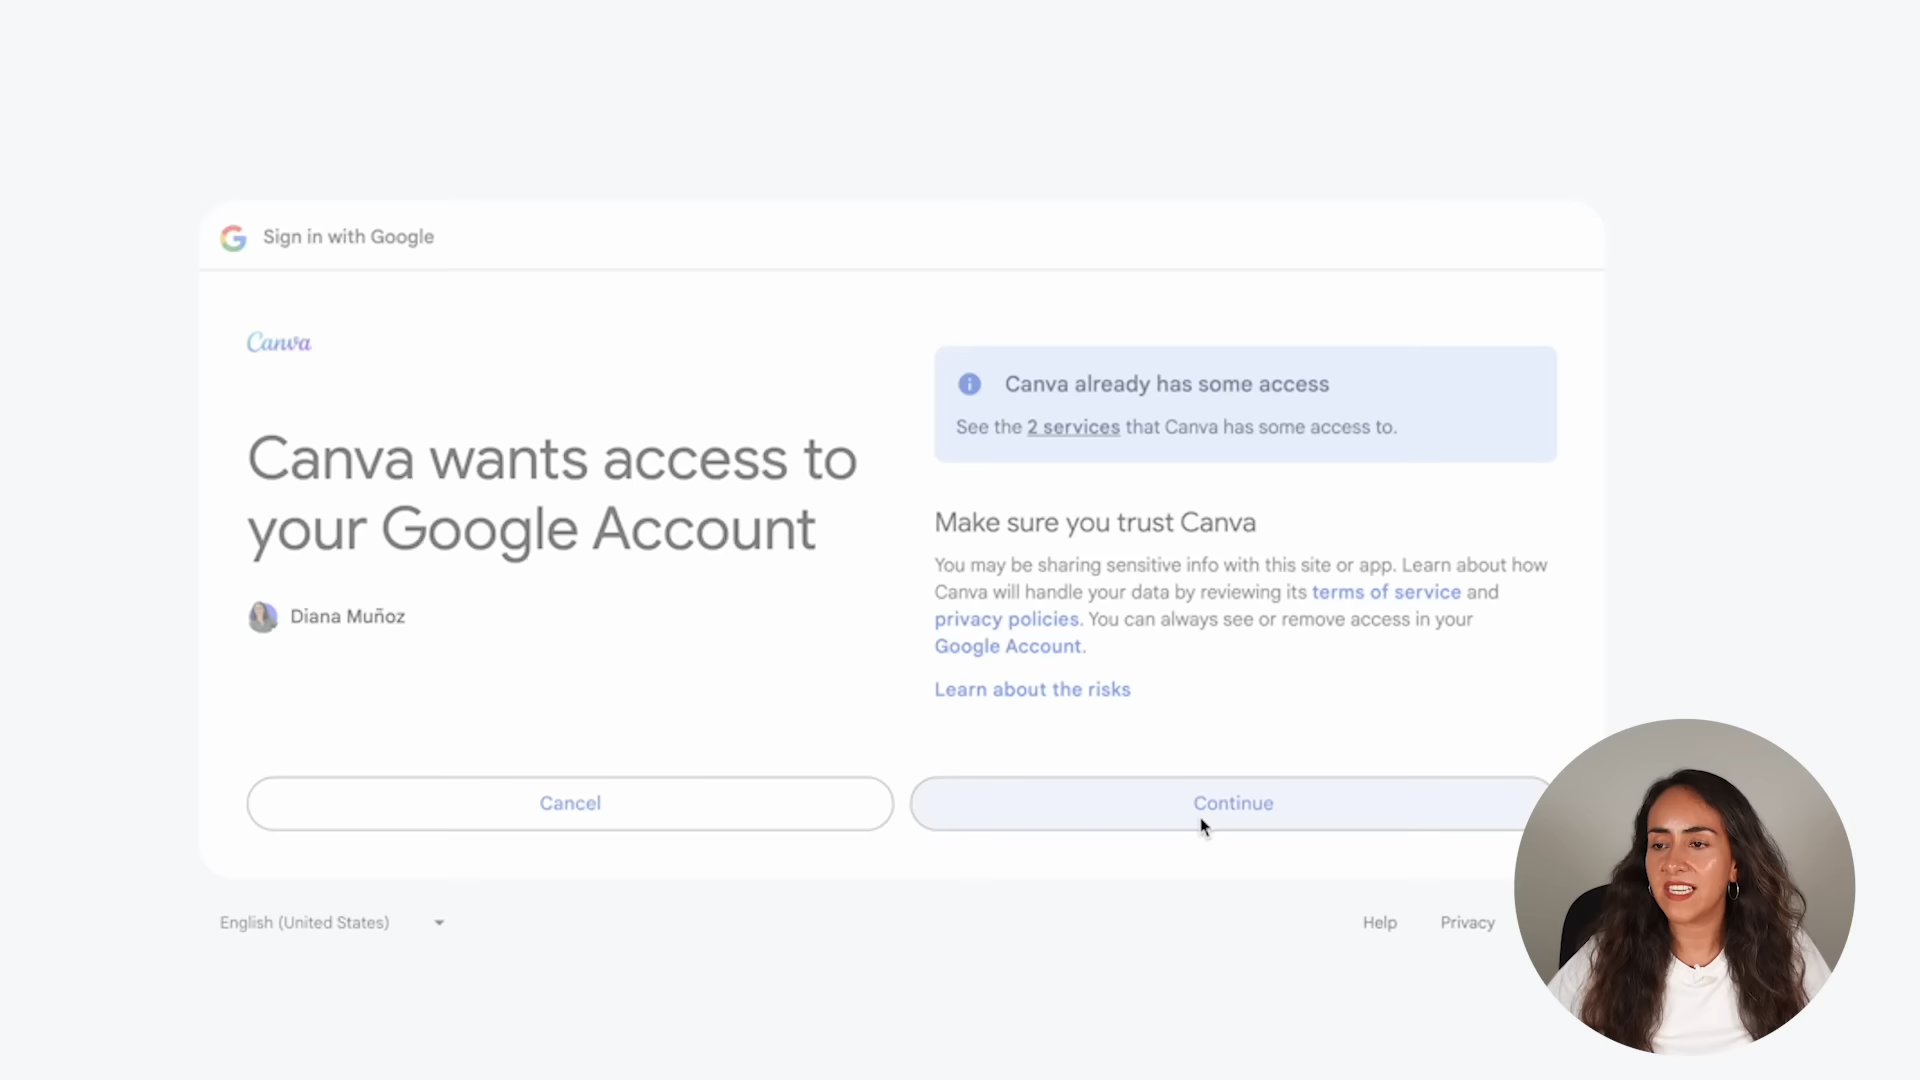 Sign in with Google
Canva
Canva wants access to
your Google Account
Diana Muñoz
Canva already has some access
See the 2 services that Canva has some access to.
Make sure you trust Canva
You may be sharing sensitive info with this site or app. Learn about how
Canva will handle your data by reviewing its terms of service and
privacy policies. You can always see or remove access in your
Google Account.
Learn about the risks
Cancel
Continue
English (United States)
Help
Privacy